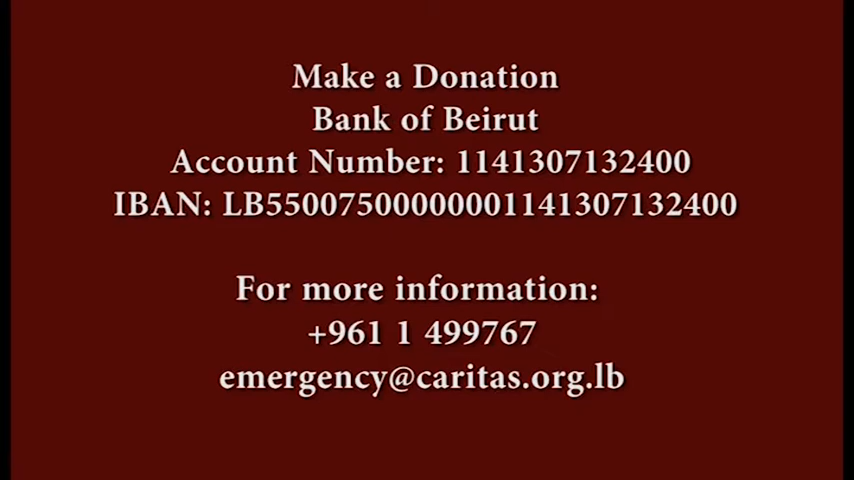 Make a Donation
Bank of Beirut
Account Number: 1141307132400
IBAN: LB55007500000001141307132400
For more information:
+961 1 499767
emergency@caritas.org.lb